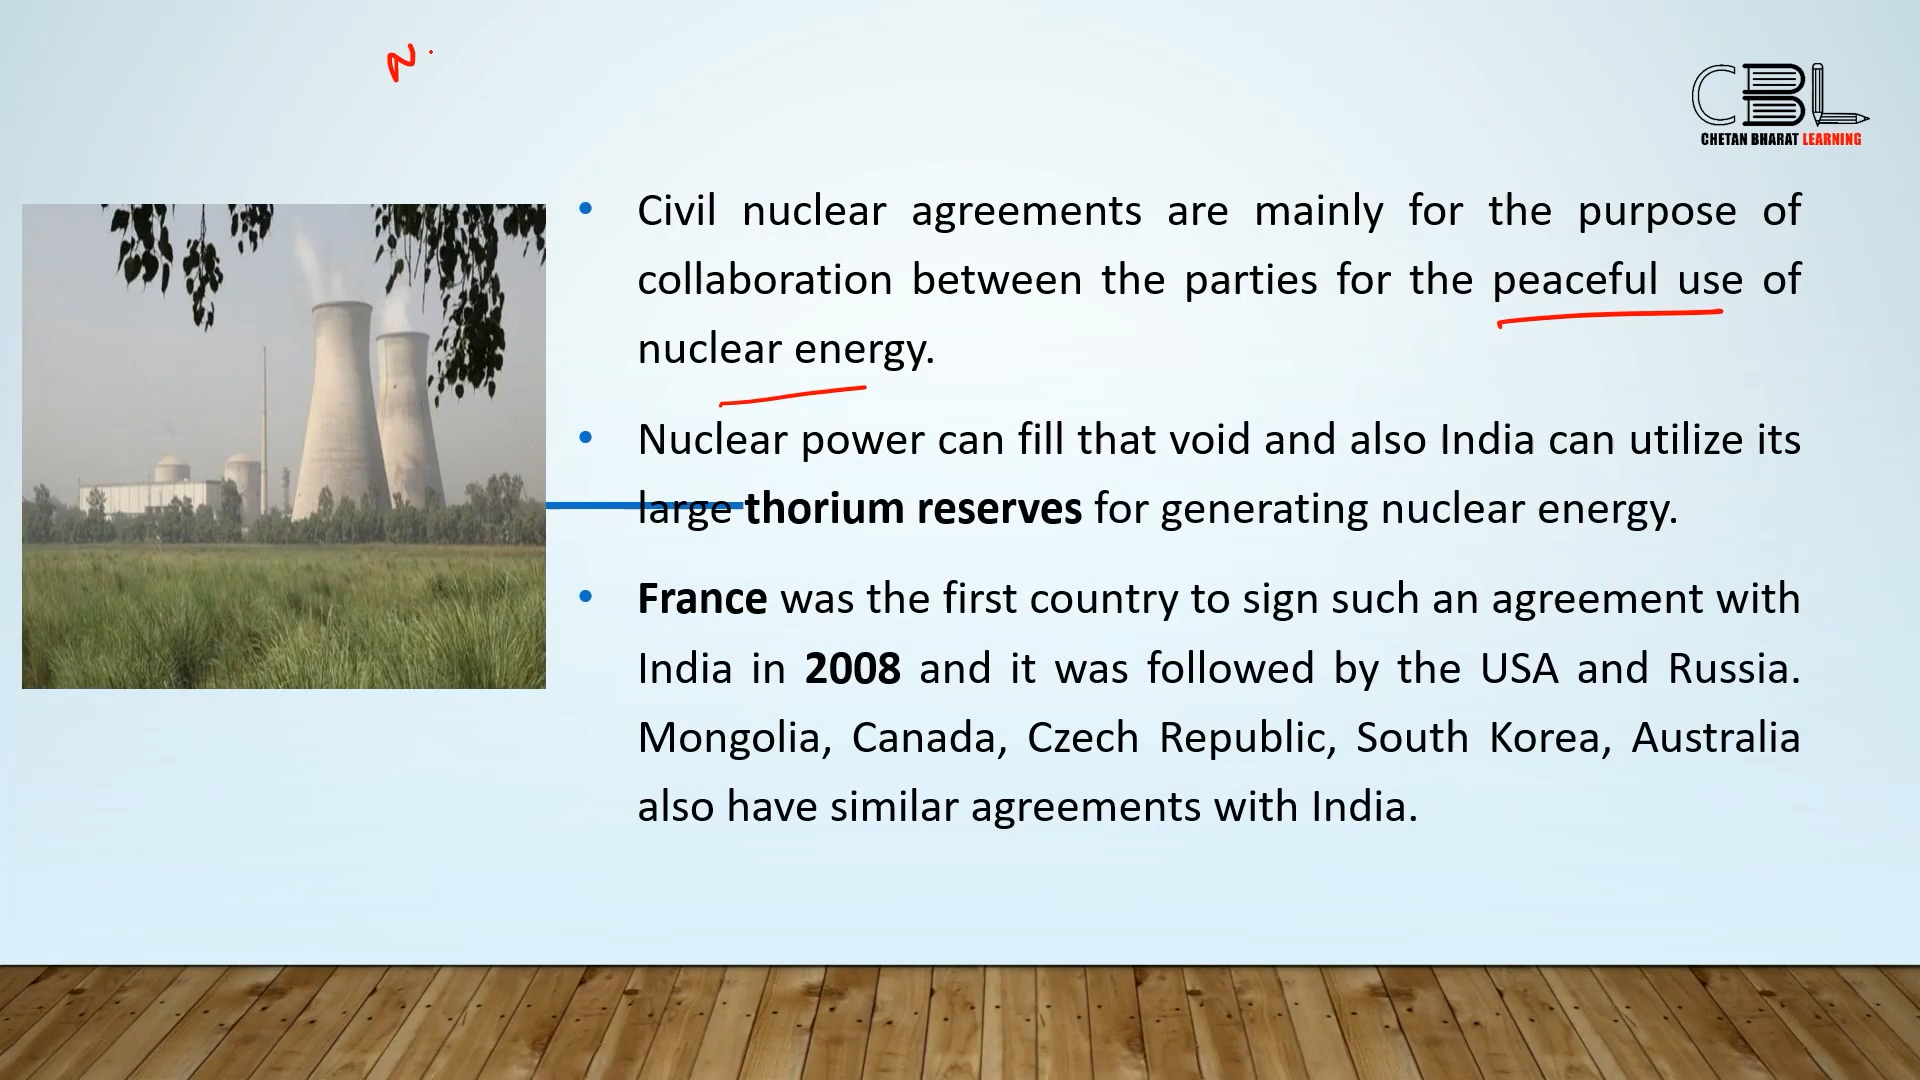 CBL
CHETAN BHARAT LEARNING
• Civil nuclear agreements are mainly for the purpose of
collaboration between the parties for the peaceful use of
nuclear energy.
• Nuclear power can fill that void and also India can utilize its
large thorium reserves for generating nuclear energy.
• France was the first country to sign such an agreement with
India in 2008 and it was followed by the USA and Russia.
Mongolia, Canada, Czech Republic, South Korea, Australia
also have similar agreements with India.